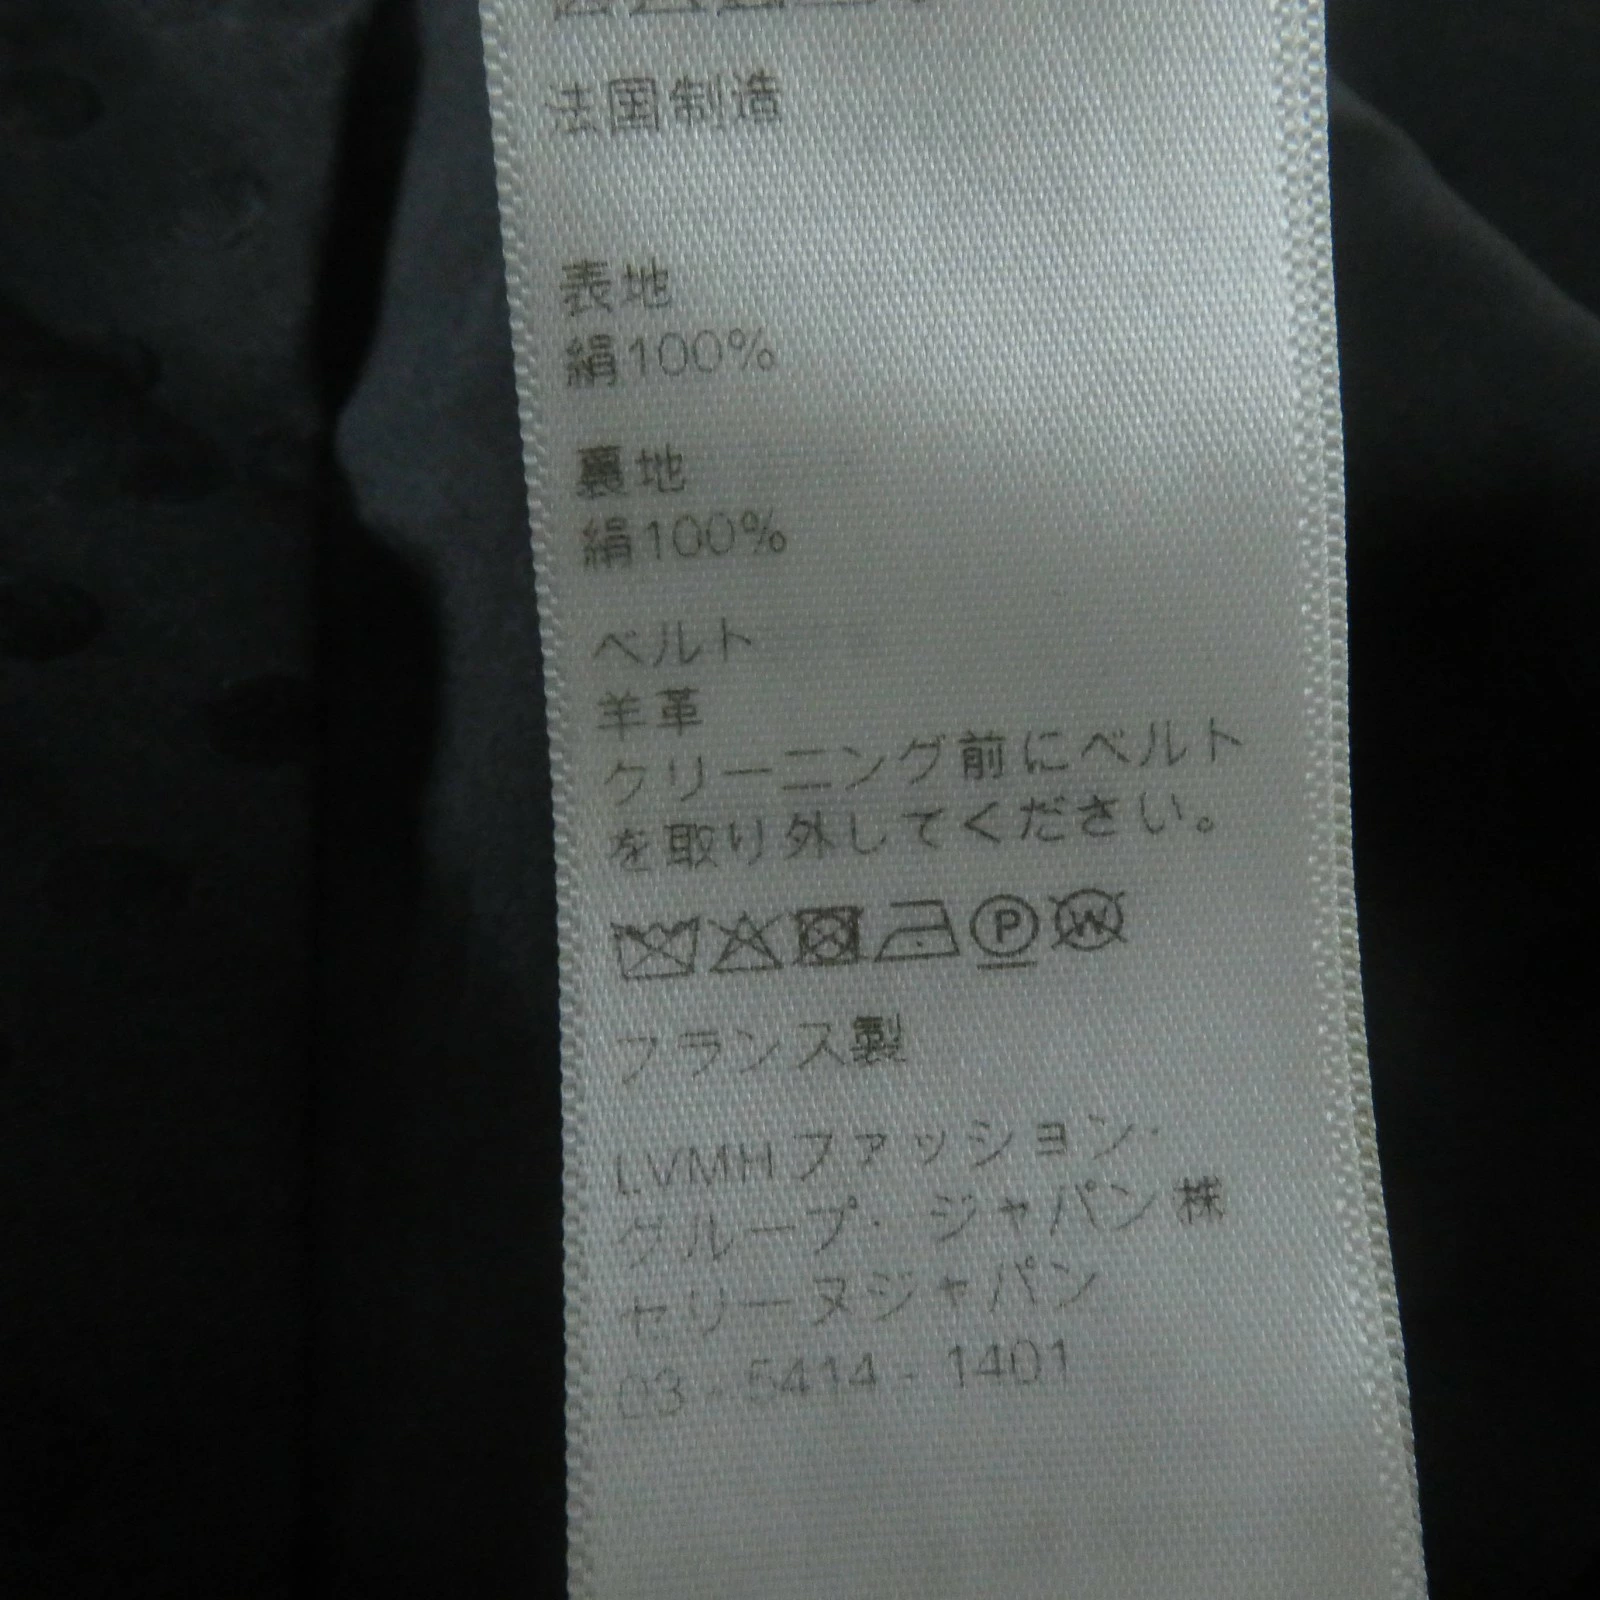 法国制造
表地
絹100%
裏地
絹100%
ベルト
羊革
クリーニング前にベルト
を取り外してください。
P W
フランス製
LVMHファッション·
グループ· ジャパン株
セリーヌジャパン
03 - 5414 - 1401